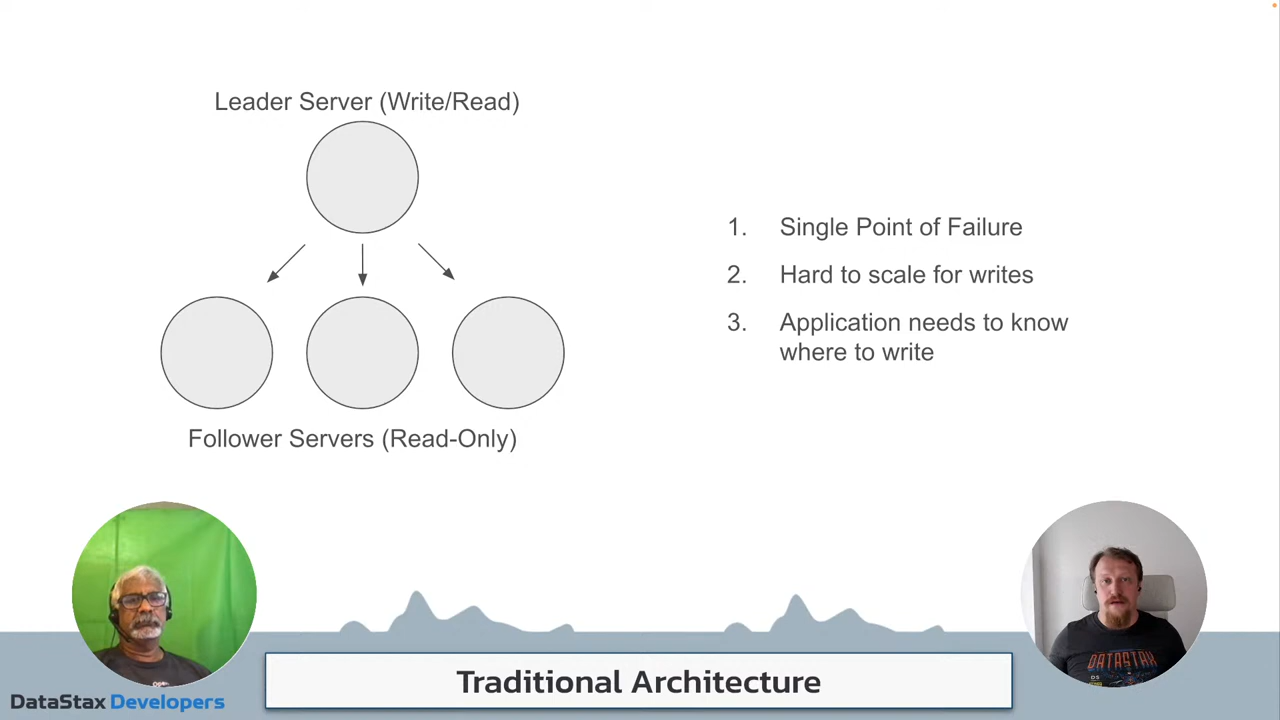 Leader Server (Write/Read)
1. Single Point of Failure
2. Hard to scale for writes
3. Application needs to know
where to write
Follower Servers (Read-Only)
DATASTAX
Traditional Architecture
DataStax Developers